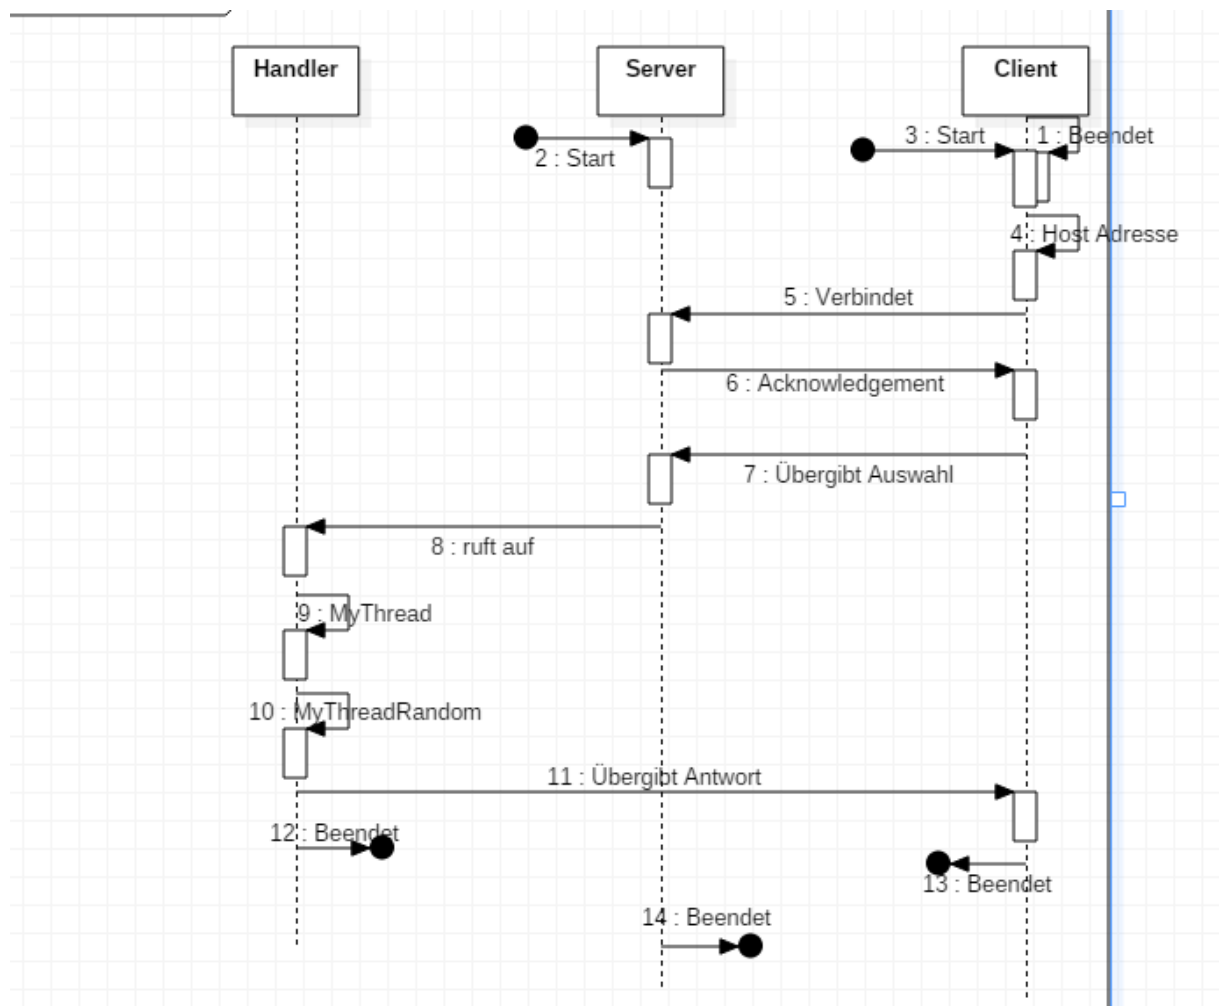 Handler
Server
Client
3 : Start
1 : Beendet
2 : Start
4 : Host Adresse
5 : Verbindet
6 : Acknowledgement
7 : Übergibt Auswahl
8 : ruft auf
9 : MyThread
10 : MyThreadRandom
11 : Übergibt Antwort
12 : Beendet
13 : Beendet
14 : Beendet